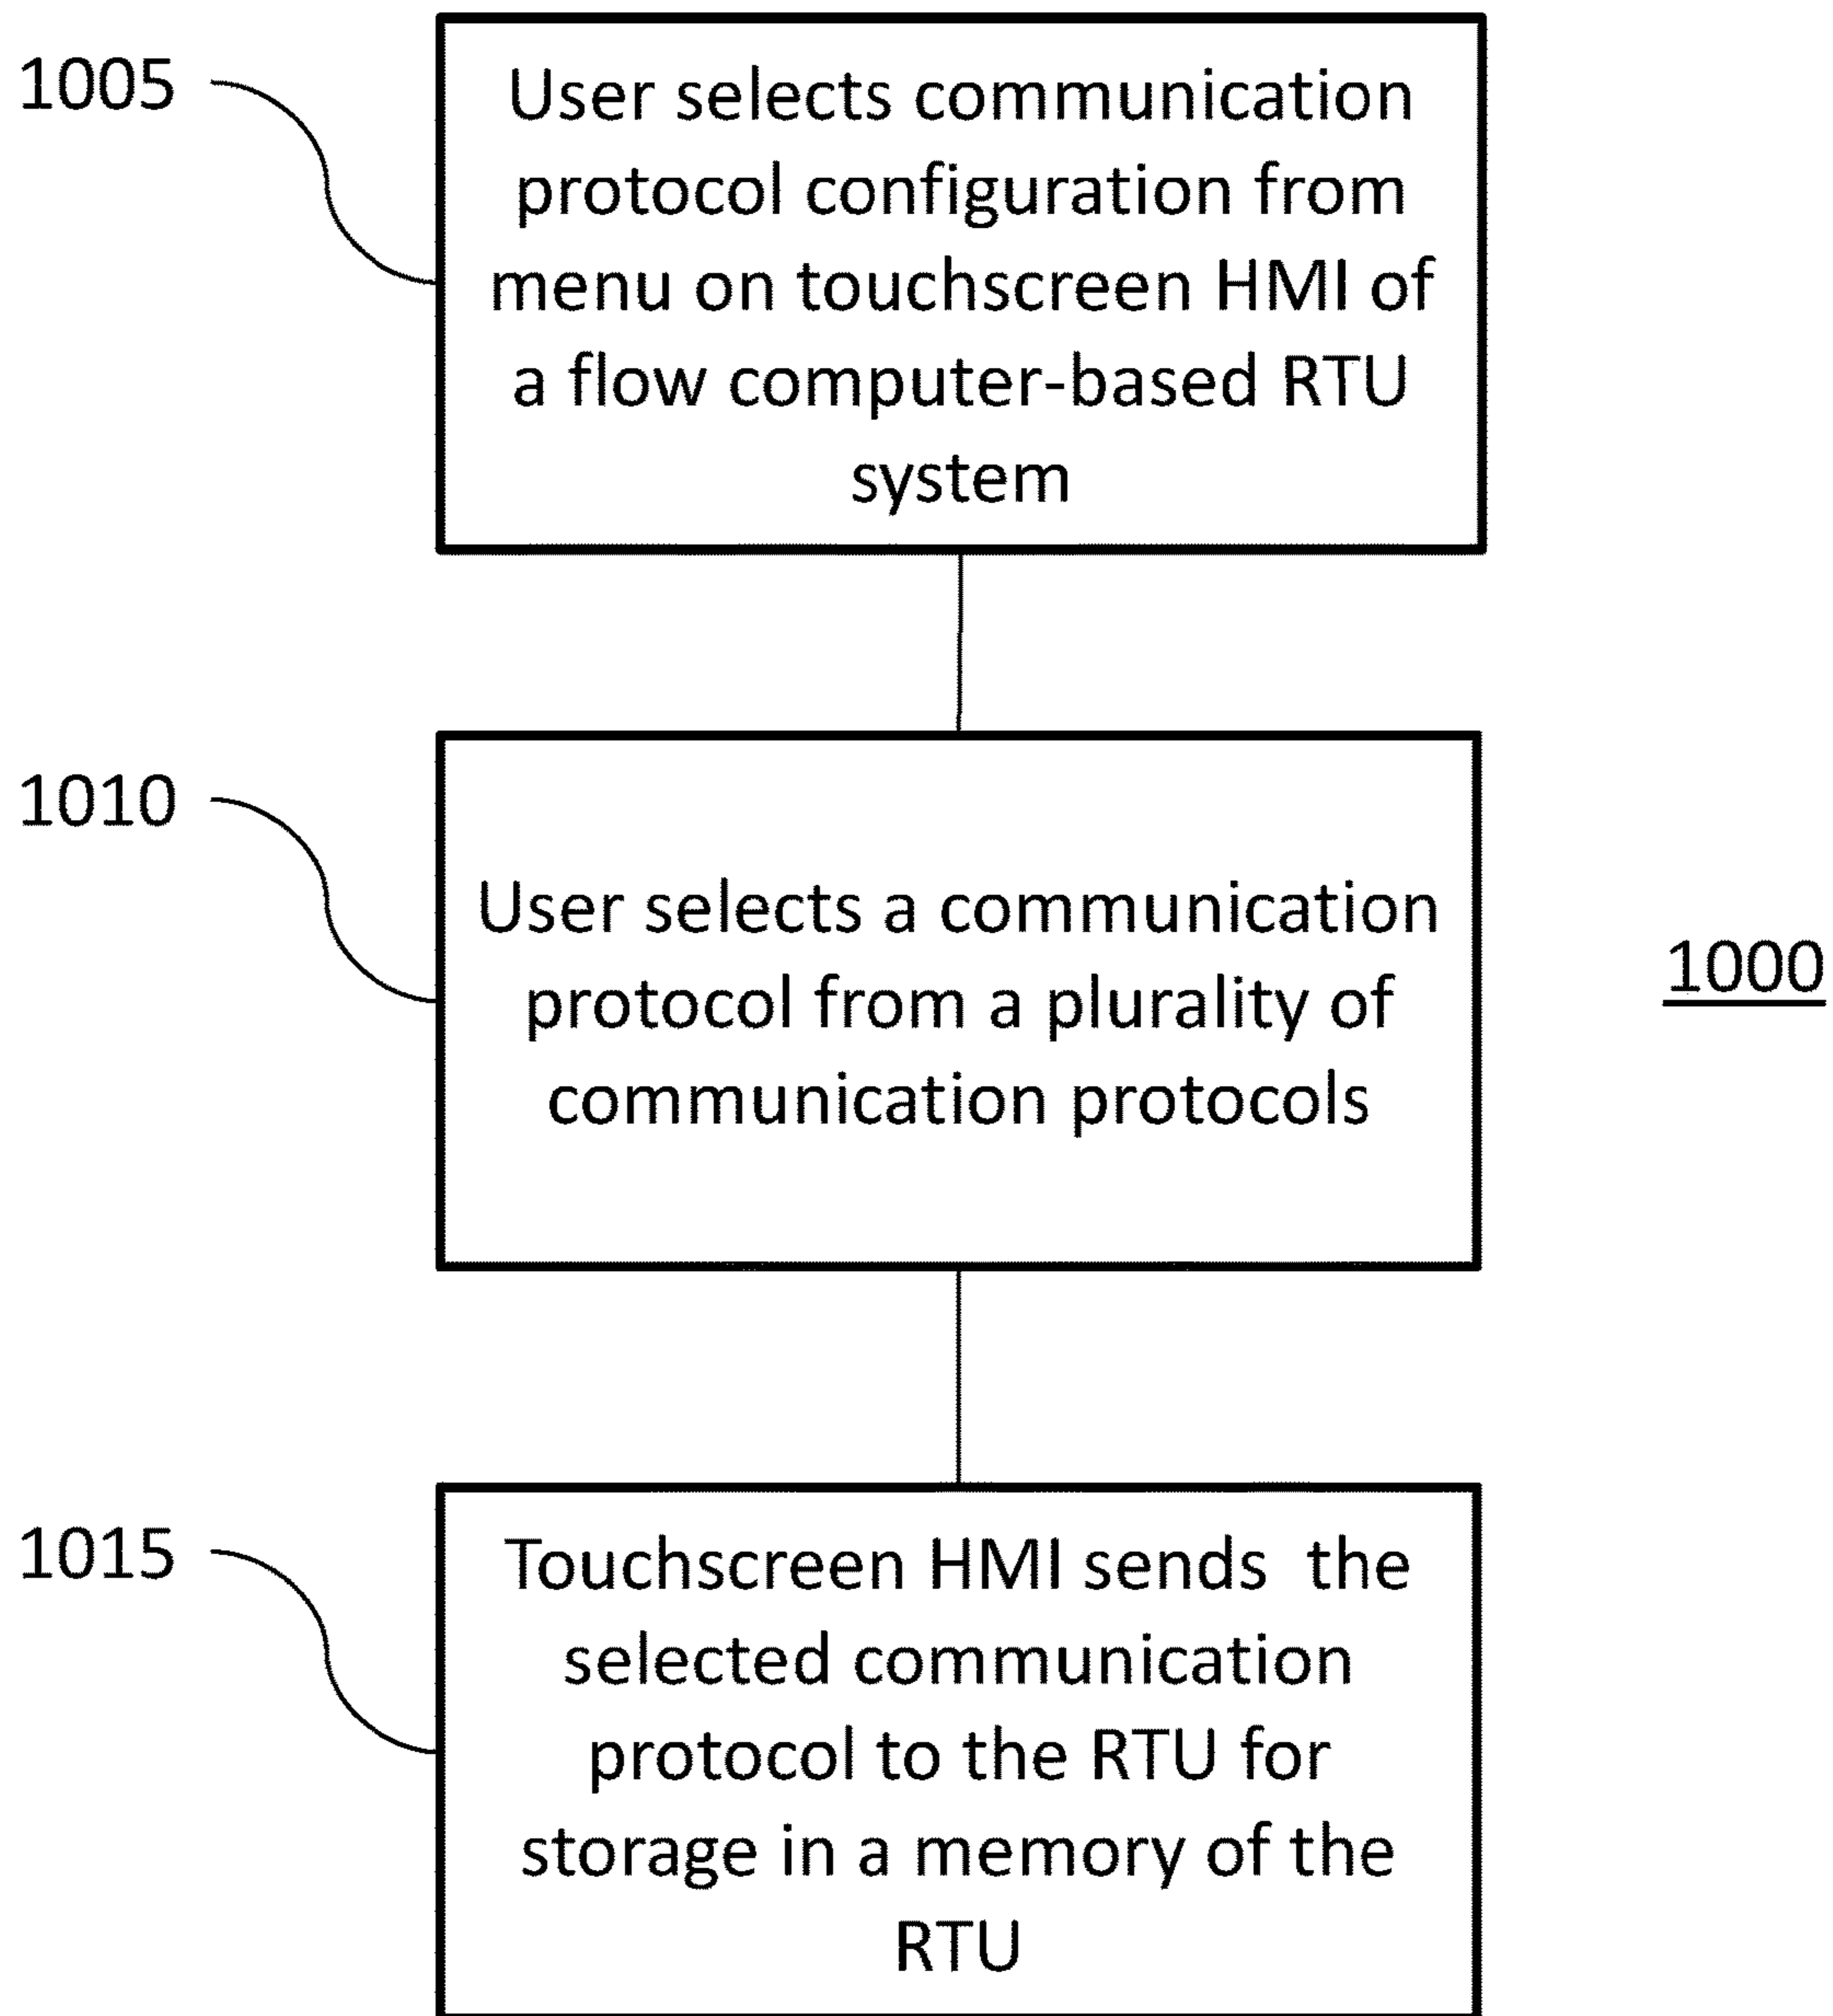 1005
User selects communication
protocol configuration from
menu on touchscreen HMI of
a flow computer-based RTU
system
1010
User selects a communication
protocol from a plurality of
communication protocols
1000
1015
Touchscreen HMI sends  the
selected communication
protocol to the RTU for
storage in a memory of the
RTU